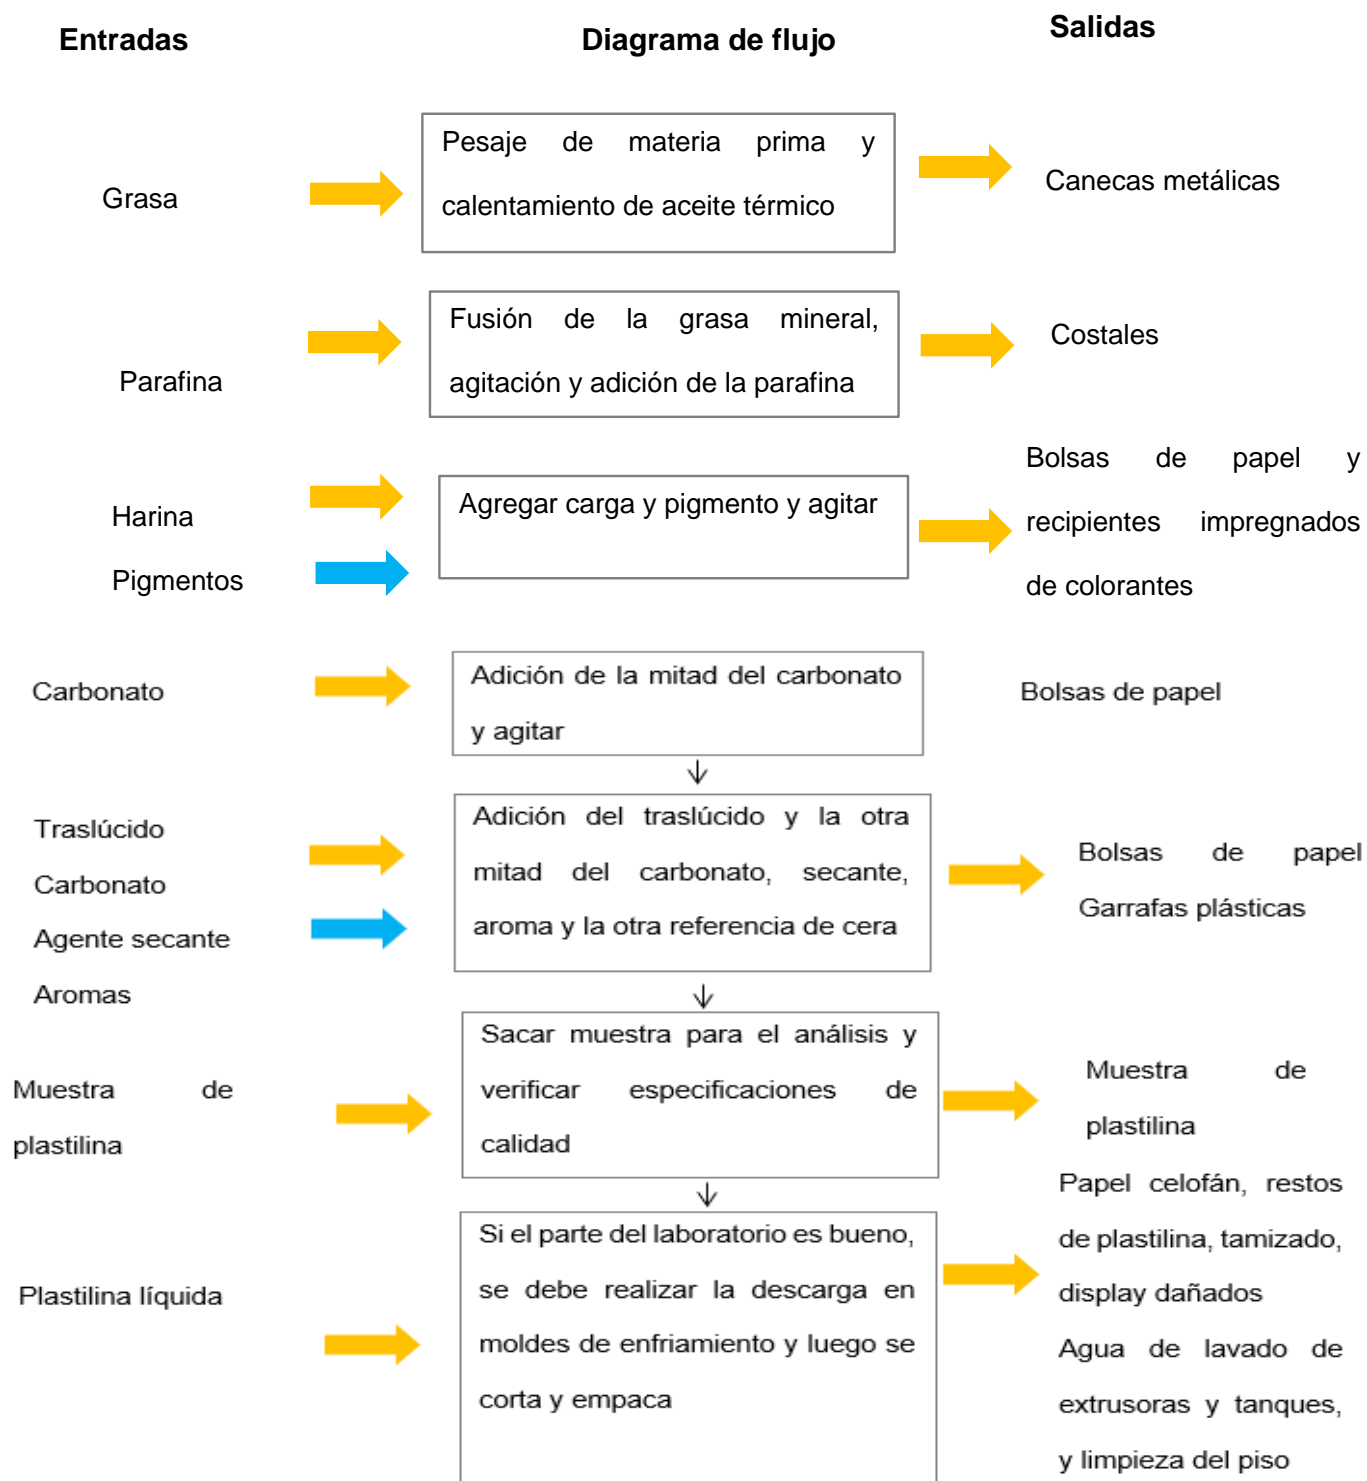 Entradas
Diagrama de flujo
Salidas
Grasa
Pesaje de materia prima y
calentamiento de aceite térmico
Canecas metálicas
Parafina
Fusión de la grasa mineral,
agitación y adición de la parafina
Costales
Harina
Pigmentos
Agregar carga y pigmento y agitar
Bolsas de papel y
recipientes impregnados
de colorantes
Carbonato
Adición de la mitad del carbonato
y agitar
Bolsas de papel
Traslúcido
Carbonato
Agente secante
Aromas
Adición del traslúcido y la otra
mitad del carbonato, secante,
aroma y la otra referencia de cera
Bolsas de papel
Garrafas plásticas
Muestra de
plastilina
Sacar muestra para el análisis y
verificar especificaciones de
calidad
Muestra de
plastilina
Plastilina líquida
Si el parte del laboratorio es bueno,
se debe realizar la descarga en
moldes de enfriamiento y luego se
corta y empaca
Papel celofán, restos
de plastilina, tamizado,
display dañados
Agua de lavado de
extrusoras y tanques,
y limpieza del piso